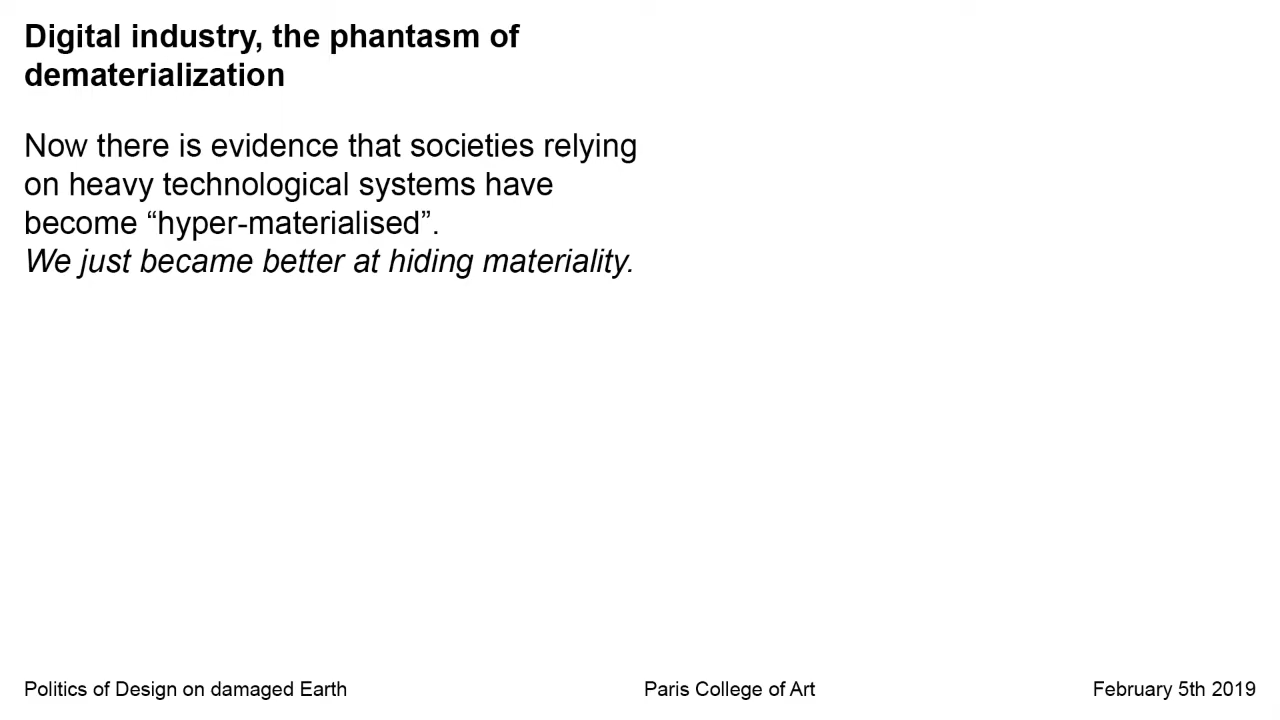 Digital industry, the phantasm of
dematerialization
Now there is evidence that societies relying
on heavy technological systems have
become “hyper-materialised”.
We just became better at hiding materiality.
Politics of Design on damaged Earth
Paris College of Art
February 5th 2019